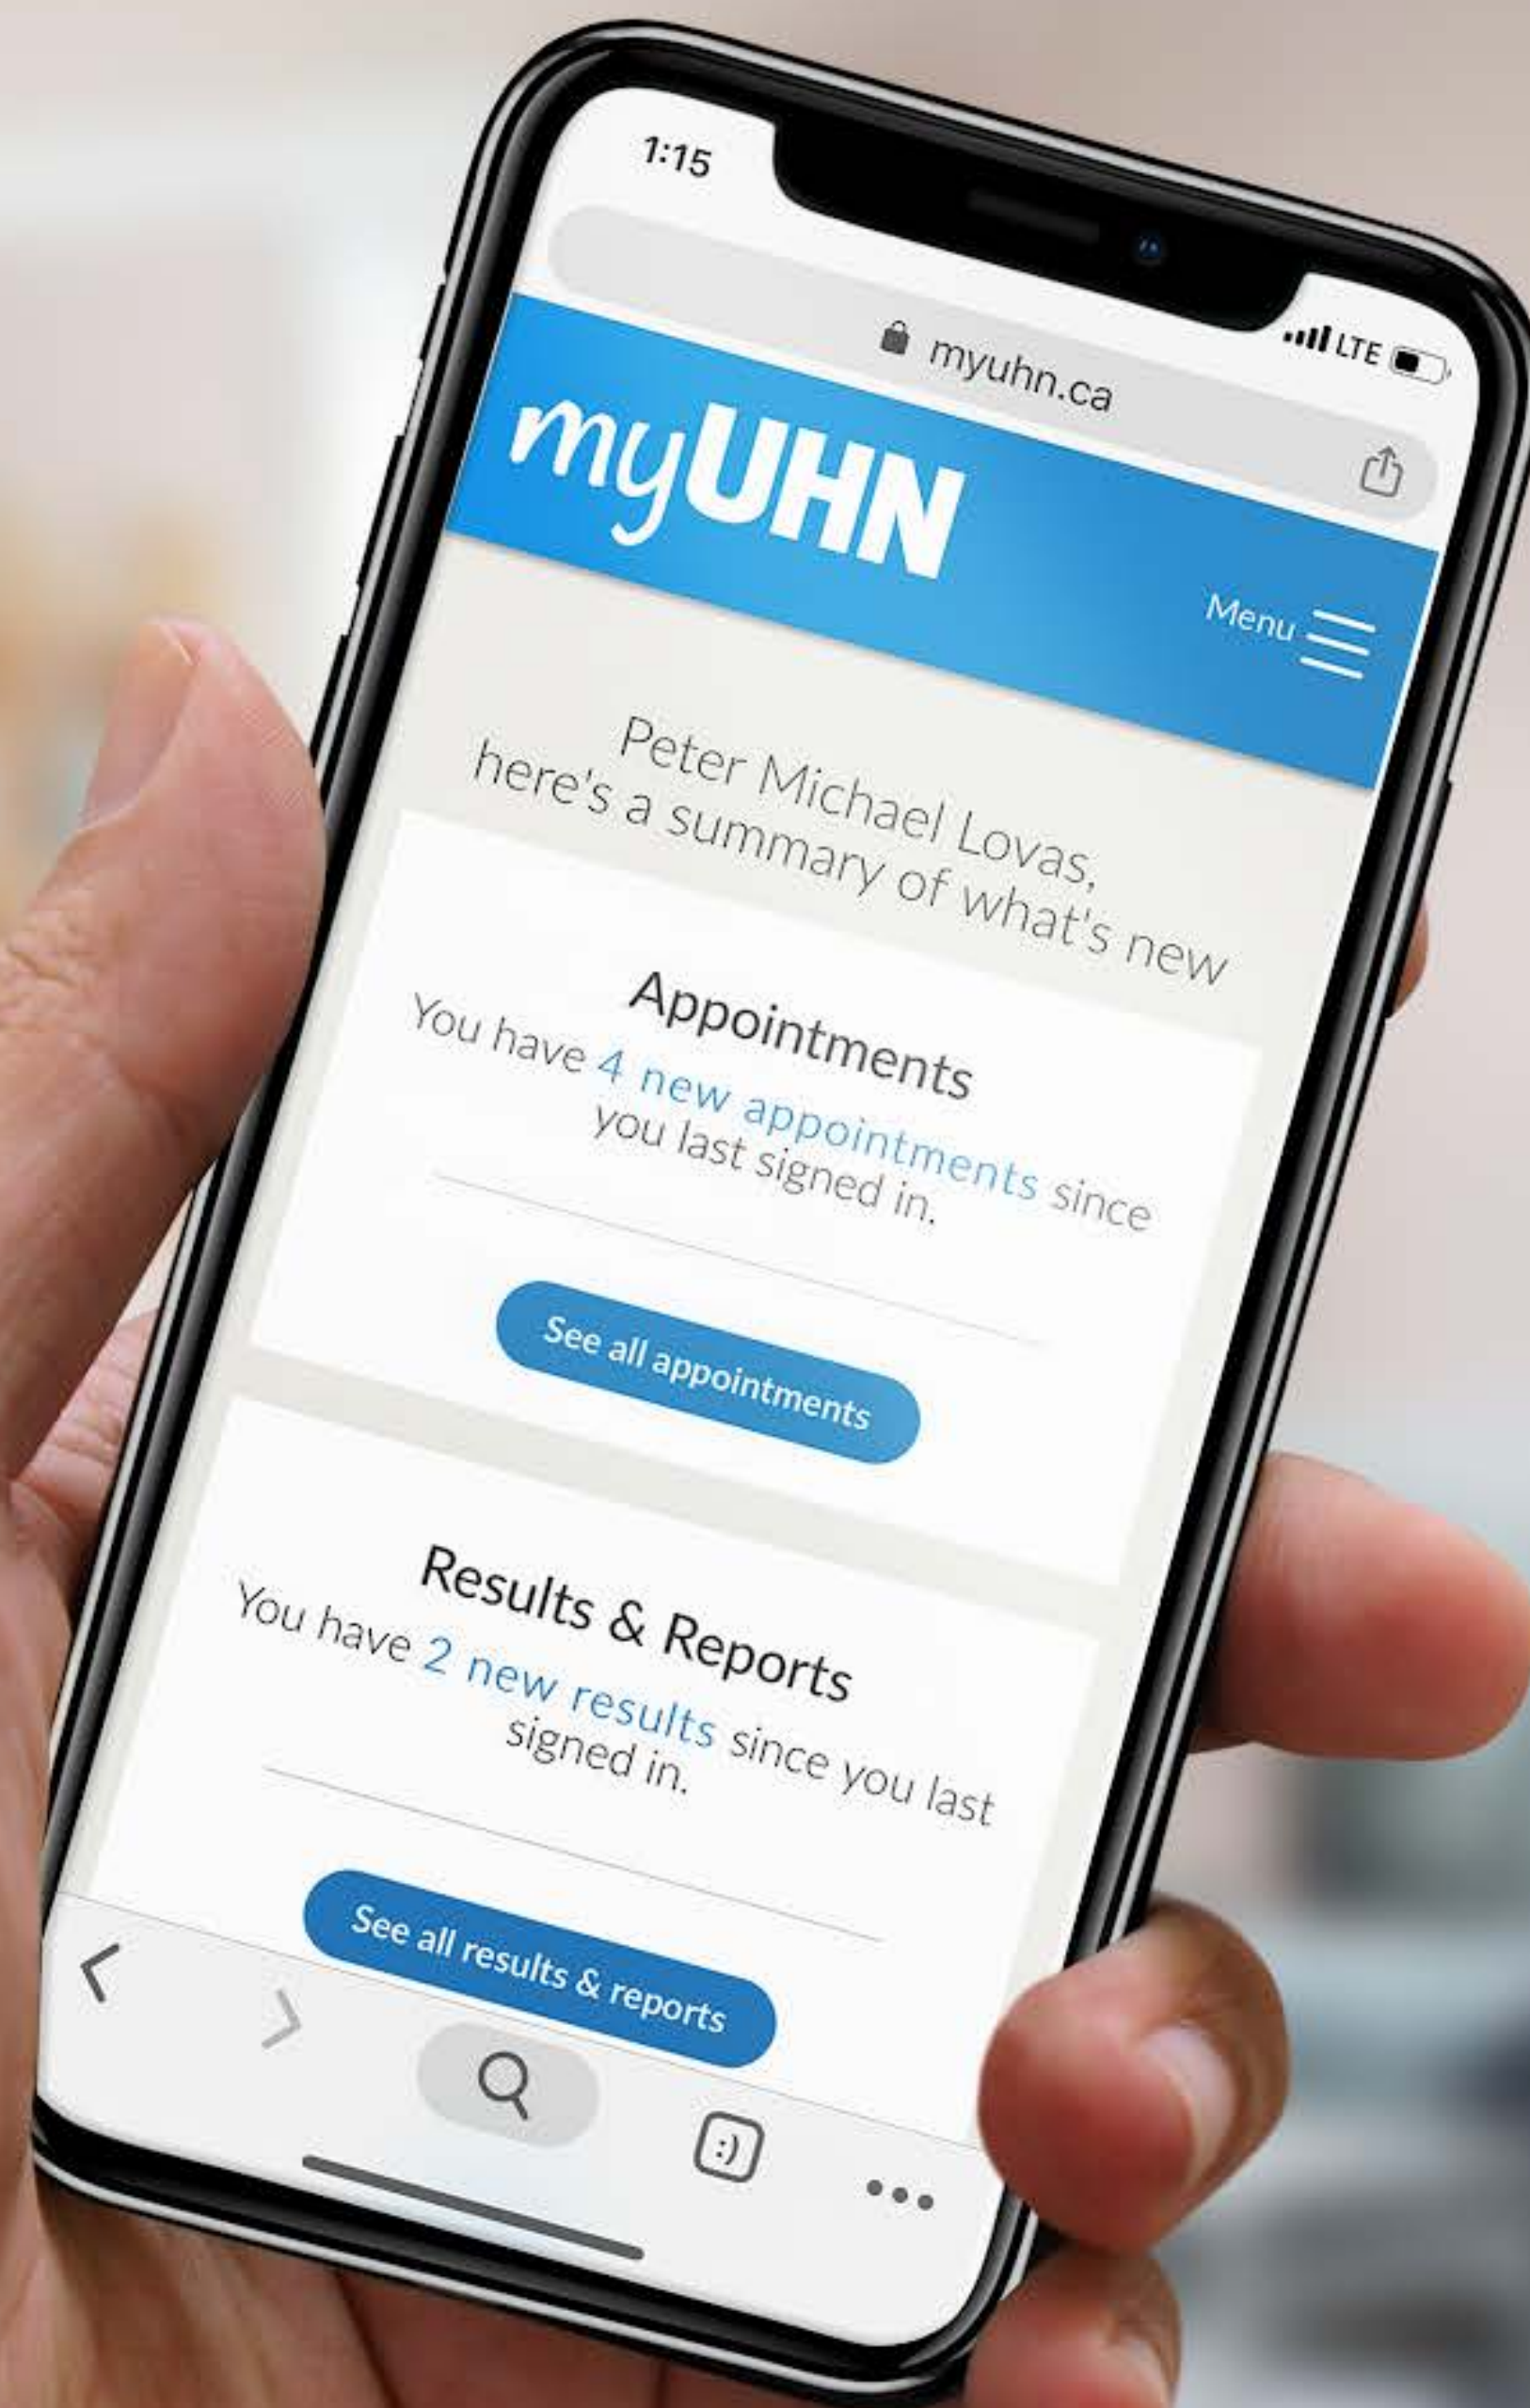 1:15
LTE
myuhn.ca
myUHN
Menu
Peter Michael Lovas,
here's a summary of what's new
Appointments
You have 4 new appointments since
you last signed in.
See all appointments
Results & Reports
You have 2 new results since you last
signed in.
See all results & reports
:)